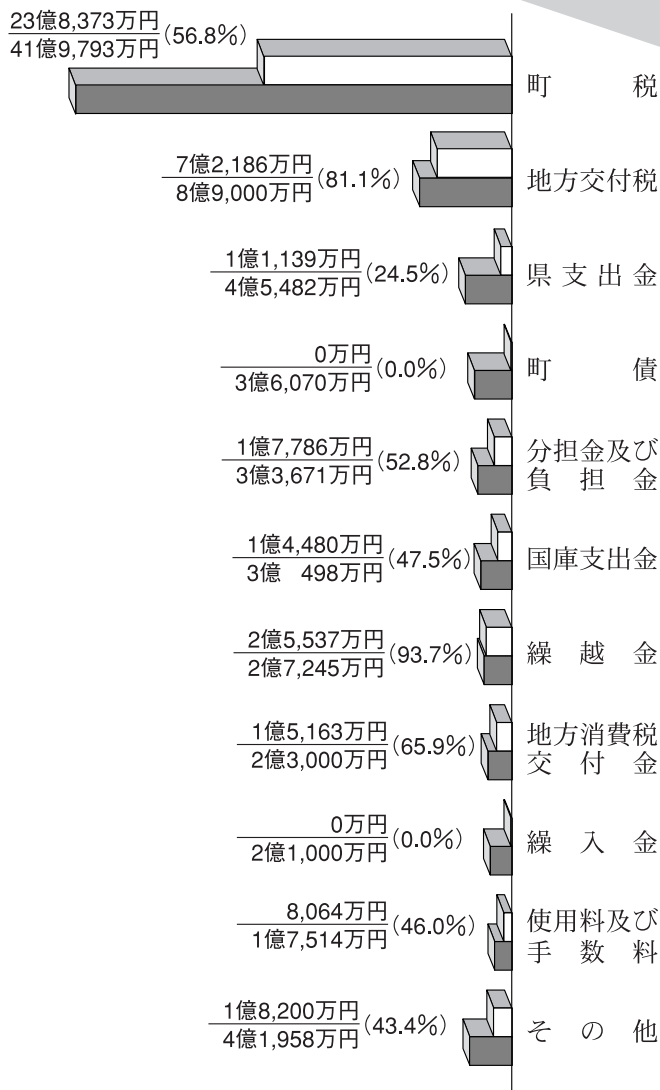 23億8,373万円
41億9,793万円
(56.8%)
町税
7億2,186万円
8億9,000万円
(81.1%)
地方交付税
1億1,139万円
4億5,482万円
(24.5%)
県支出金
0万円
3億6,070万円
(0.0%)
町債
1億7,786万円
3億3,671万円
(52.8%)
分担金及び
負担金
1億4,480万円
3億 498万円
(47.5%)
国庫支出金
2億5,537万円
2億7,245万円
(93.7%)
繰越金
1億5,163万円
2億3,000万円
(65.9%)
地方消費税
交付金
0万円
2億1,000万円
(0.0%)
繰入金
8,064万円
1億7,514万円
(46.0%)
使用料及び
手数料
1億8,200万円
4億1,958万円
(43.4%)
その他